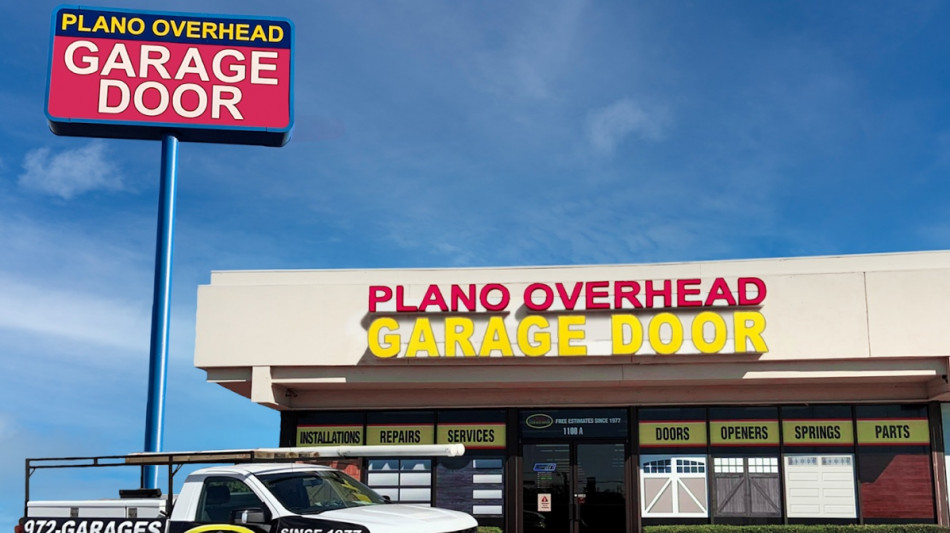 PLANO OVERHEAD
GARAGE
DOOR
PLANO OVERHEAD
GARAGE DOOR
INSTALLATIONS
REPAIRS
SERVICES
FREE ESTIMATES SINCE 1977
1100 A
DOORS
OPENERS
SPRINGS
PARTS
972-GARAGES
SINCE 1977